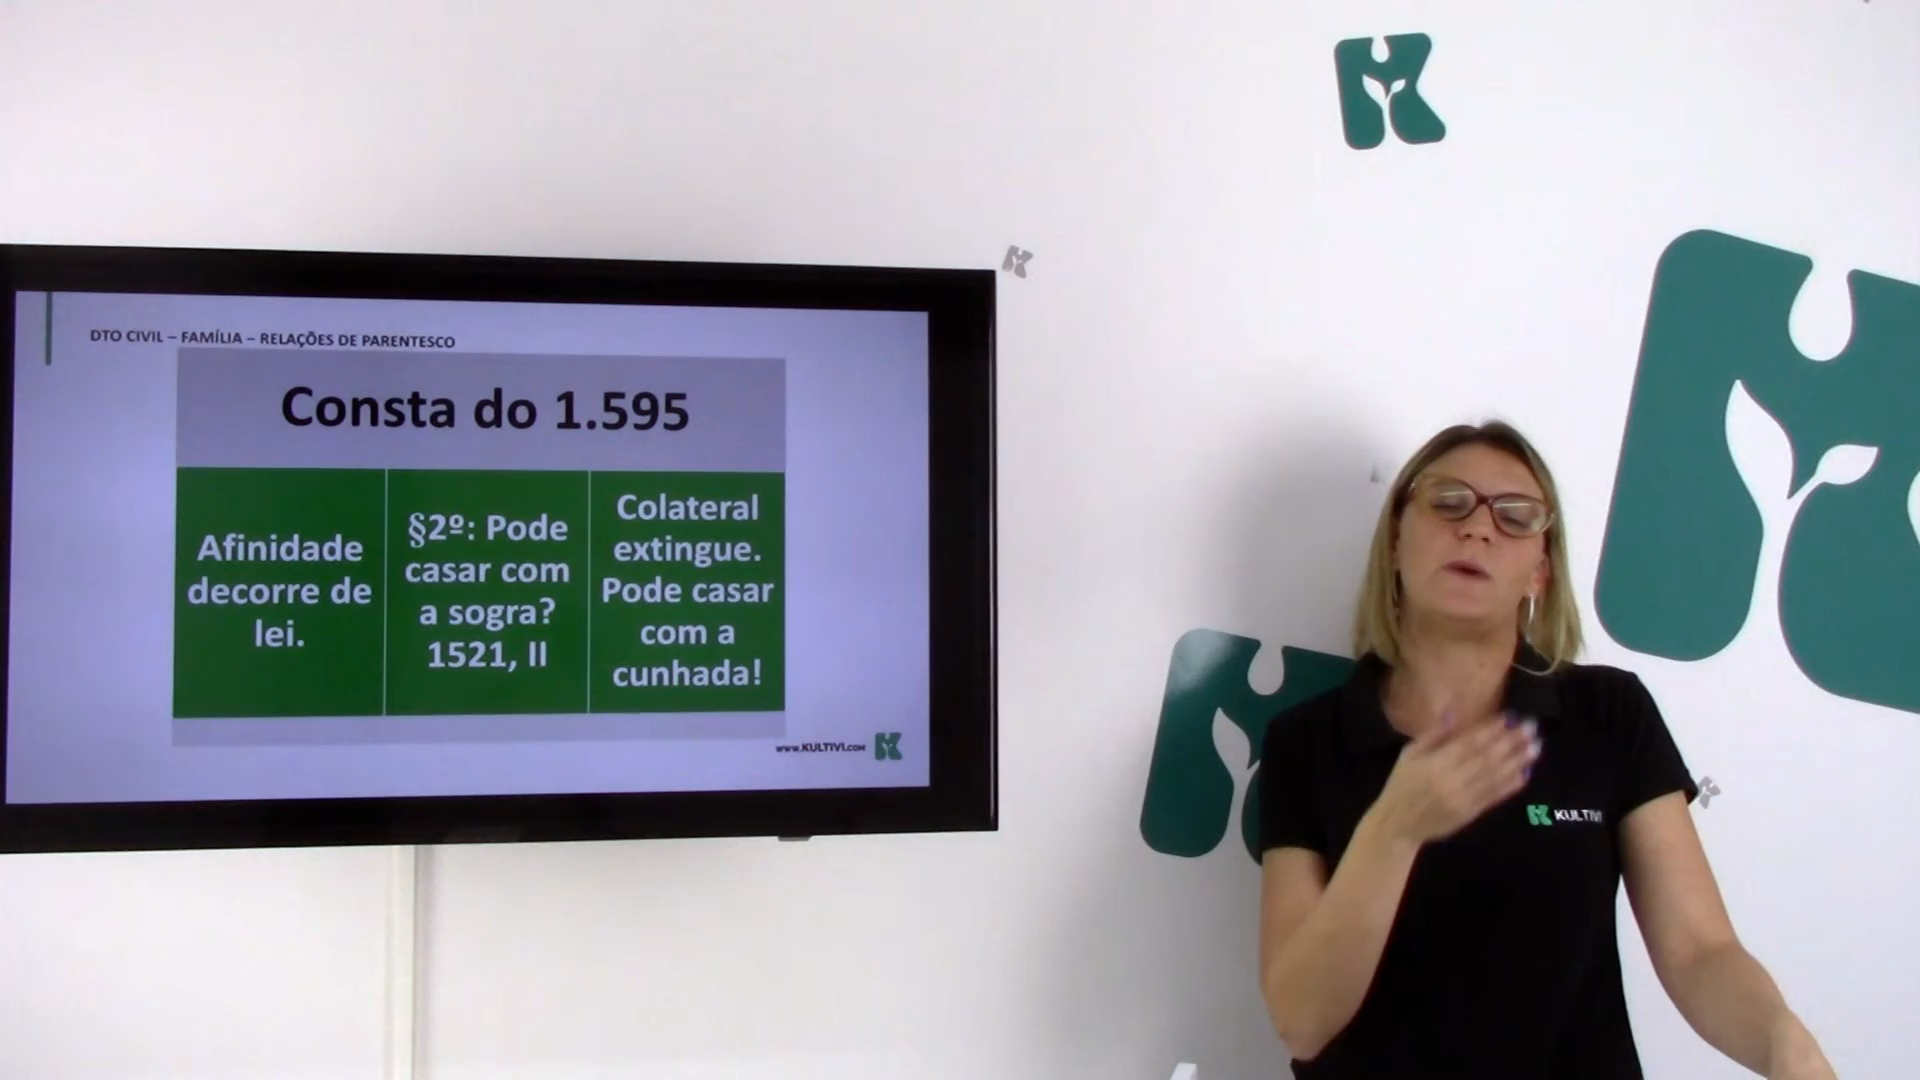 DTO CIVIL – FAMÍLIA – RELAÇÕES DE PARENTESCO
Consta do 1.595
Afinidade
decorre de
lei.
§2º: Pode
casar com
a sogra?
1521, II
Colateral
extingue.
Pode casar
com a
cunhada!
www.KULTIVI.COM
KULTIVI